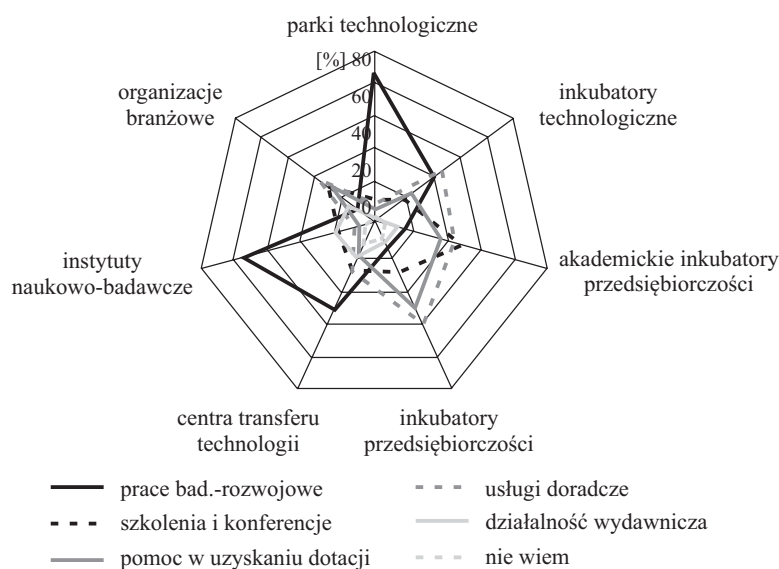 parki technologiczne
[%] 80
60
40
20
0
inkubatory
technologiczne
akademickie inkubatory
przedsiębiorczości
inkubatory
przedsiębiorczości
centra transferu
technologii
instytuty
naukowo-badawcze
organizacje
branżowe
prace bad.-rozwojowe
szkolenia i konferencje
pomoc w uzyskaniu dotacji
usługi doradcze
działalność wydawnicza
nie wiem